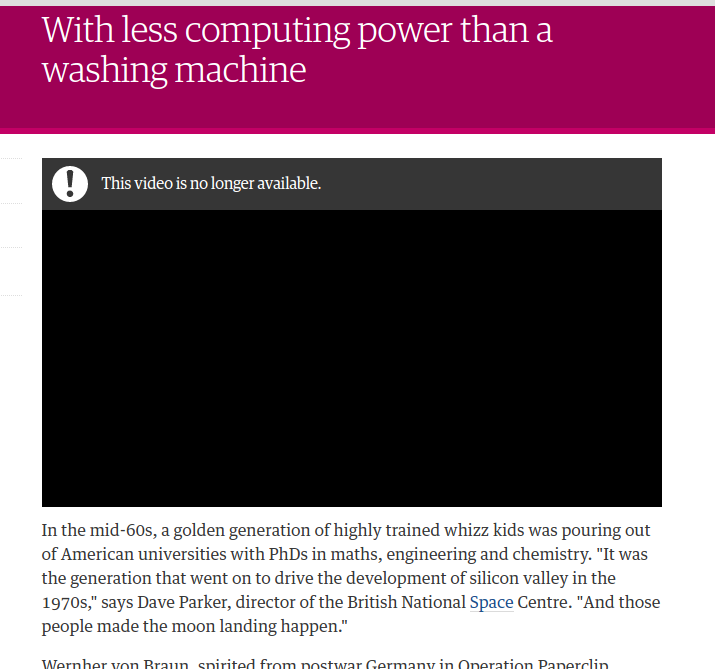 With less computing power than a
washing machine
This video is no longer available.
In the mid-60s, a golden generation of highly trained whizz kids was pouring out
of American universities with PhDs in maths, engineering and chemistry. "It was
the generation that went on to drive the development of silicon valley in the
1970s," says Dave Parker, director of the British National Space Centre. "And those
people made the moon landing happen."
Wernher von Braun, spirited from postwar Germany in Operation Paperclip,